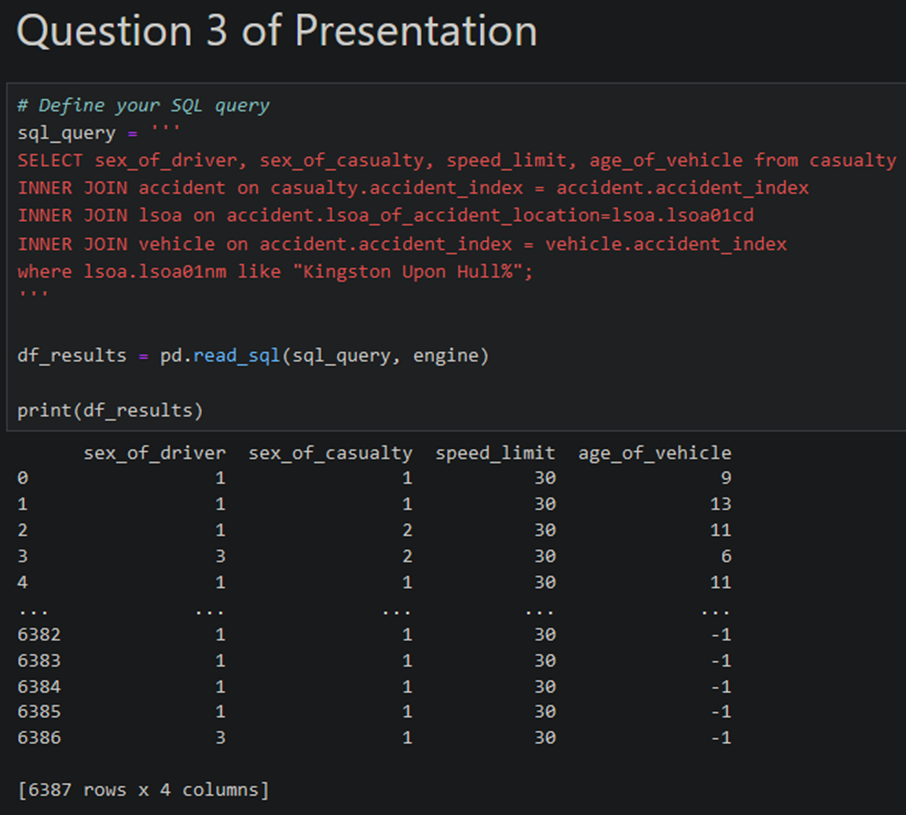 Question 3 of Presentation
# Define your SQL query
sql_query = '''
SELECT sex_of_driver, sex_of_casualty, speed_limit, age_of_vehicle from casualty
INNER JOIN accident on casualty.accident_index = accident.accident_index
INNER JOIN lsoa on accident.lsoa_of_accident_location=lsoa.lsoa01cd
INNER JOIN vehicle on accident.accident_index = vehicle.accident_index
where lsoa.lsoa01nm like "Kingston Upon Hull%";
'''
df_results = pd.read_sql(sql_query, engine)
print(df_results)
sex_of_driver sex_of_casualty speed_limit age_of_vehicle
0 1 1 30 9
1 1 1 30 13
2 1 2 30 11
3 3 2 30 6
4 1 1 30 11
... ... ... ... ...
6382 1 1 30 -1
6383 1 1 30 -1
6384 1 1 30 -1
6385 1 1 30 -1
6386 3 1 30 -1
[6387 rows x 4 columns]